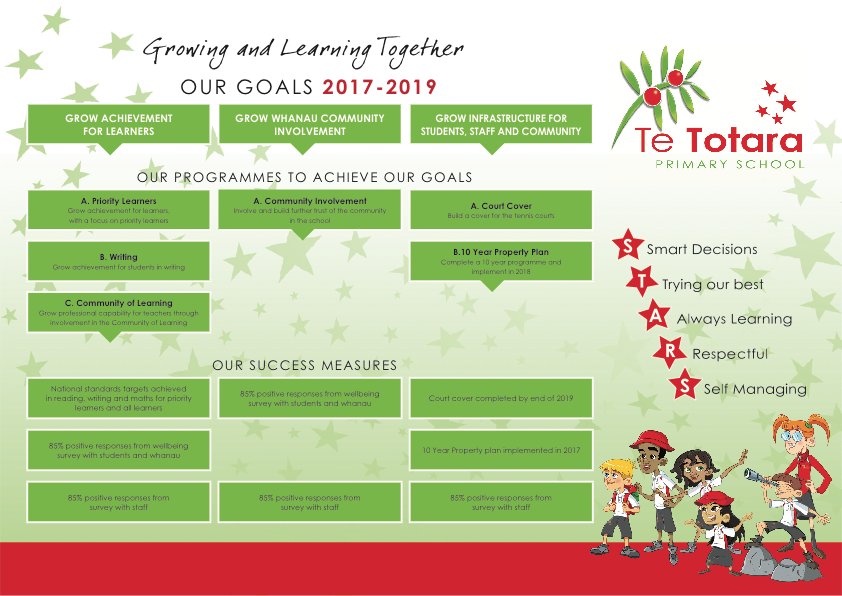 Growing and Learning Together
OUR GOALS 2017-2019
GROW ACHIEVEMENT
FOR LEARNERS
GROW WHANAU COMMUNITY
INVOLVEMENT
GROW INFRASTRUCTURE FOR
STUDENTS, STAFF AND COMMUNITY
OUR PROGRAMMES TO ACHIEVE OUR GOALS
A. Priority Learners
Grow achievement for learners,
with a focus on priority learners
A. Community Involvement
Involve and build further trust of the community
in the school
A. Court Cover
Build a cover for the tennis courts
B. Writing
Grow achievement for students in writing
B.10 Year Property Plan
Complete a 10 year programme and
implement in 2018
C. Community of Learning
Grow professional capability for teachers through
involvement in the Community of Learning
OUR SUCCESS MEASURES
National standards targets achieved
in reading, writing and maths for priority
learners and all learners
85% positive responses from wellbeing
survey with students and whanau
Court cover completed by end of 2019
85% positive responses from wellbeing
survey with students and whanau
10 Year Property plan implemented in 2017
85% positive responses from
survey with staff
85% positive responses from
survey with staff
85% positive responses from
survey with staff
Te Totara
PRIMARY SCHOOL
S Smart Decisions
T Trying our best
A Always Learning
R Respectful
S Self Managing